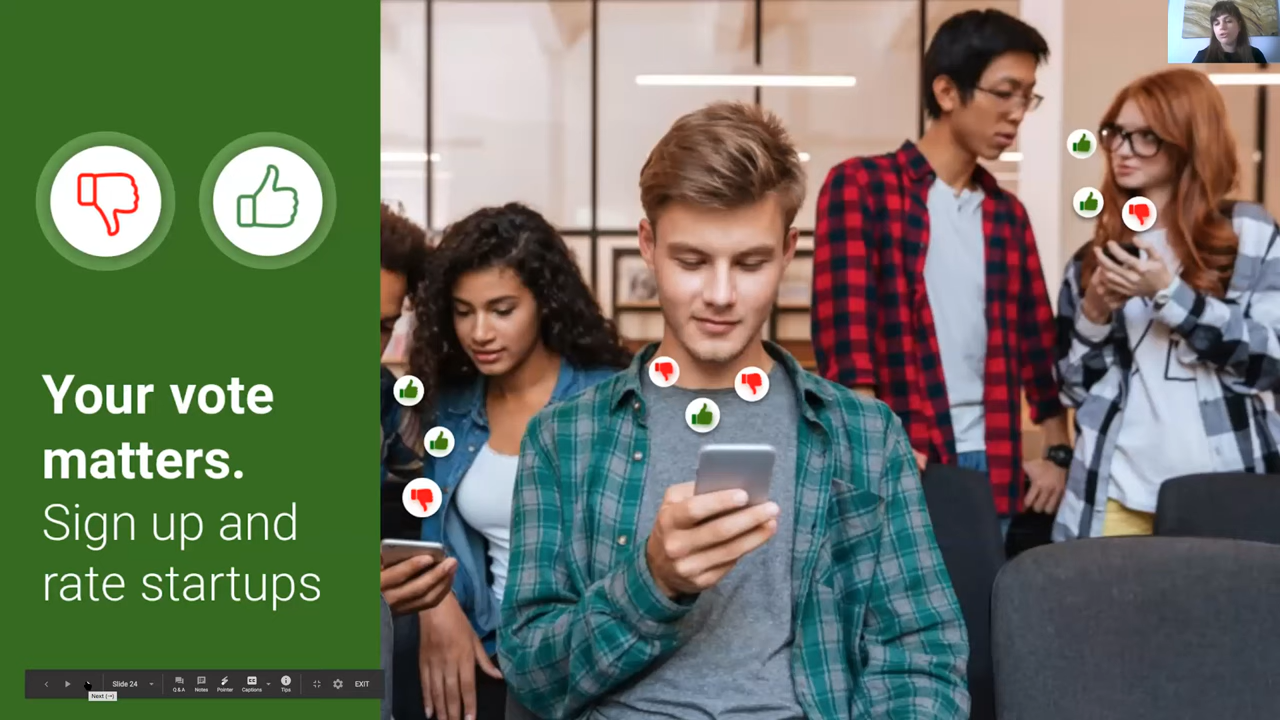 Your vote
matters.
Sign up and
rate startups
Slide 24
Q&A
Notes
Pointer
Captions
Tips
EXIT
Next (→)